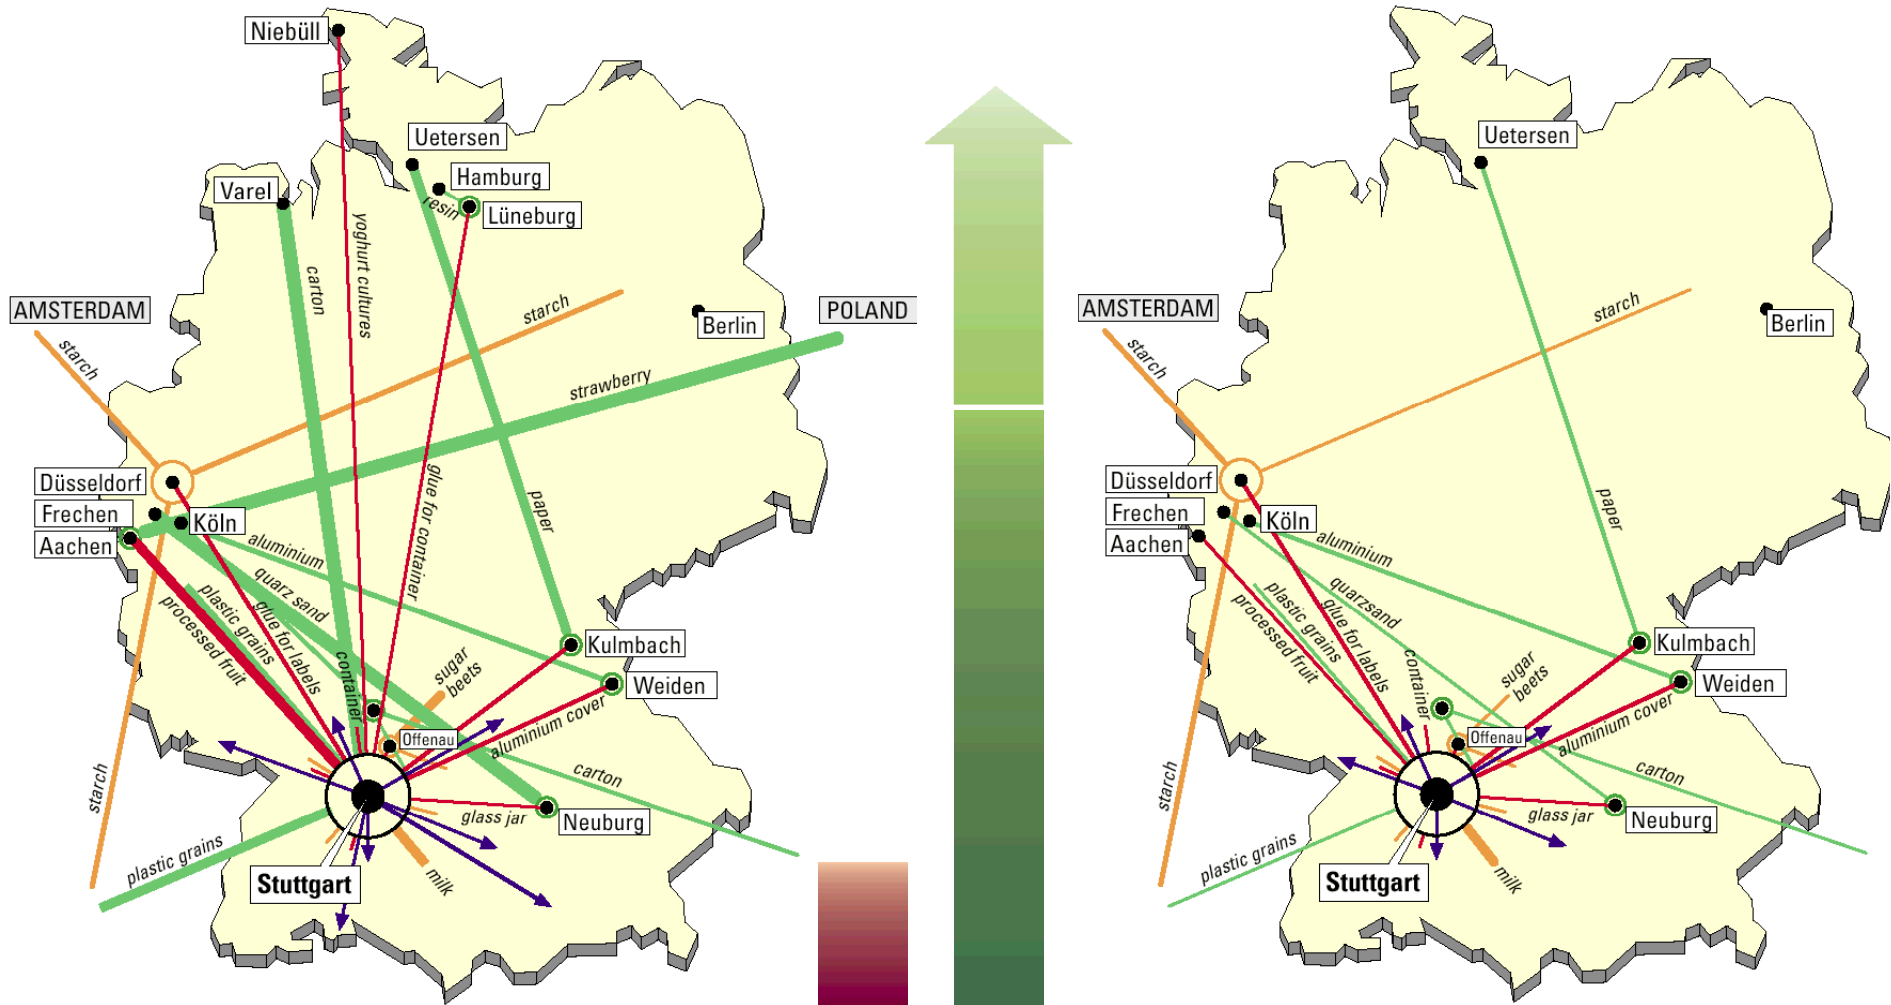 Niebüll
Uetersen
Hamburg
resin
Lüneburg
Varel
yoghurt cultures
carton
AMSTERDAM
starch
starch
POLAND
Berlin
strawberry
Düsseldorf
Frechen
Köln
Aachen
glue for container
paper
aluminium
quarz sand
plastic grains
processed fruit
glue for labels
container
sugar
beets
Kulmbach
Weiden
Offenau
aluminium cover
carton
starch
glass jar
Neuburg
plastic grains
Stuttgart
milk
Uetersen
AMSTERDAM
starch
starch
Berlin
Düsseldorf
Frechen
Köln
Aachen
paper
aluminium
quarzsand
plastic grains
processed fruit
glue for labels
container
sugar
beets
Kulmbach
Weiden
Offenau
aluminium cover
carton
starch
glass jar
Neuburg
plastic grains
Stuttgart
milk